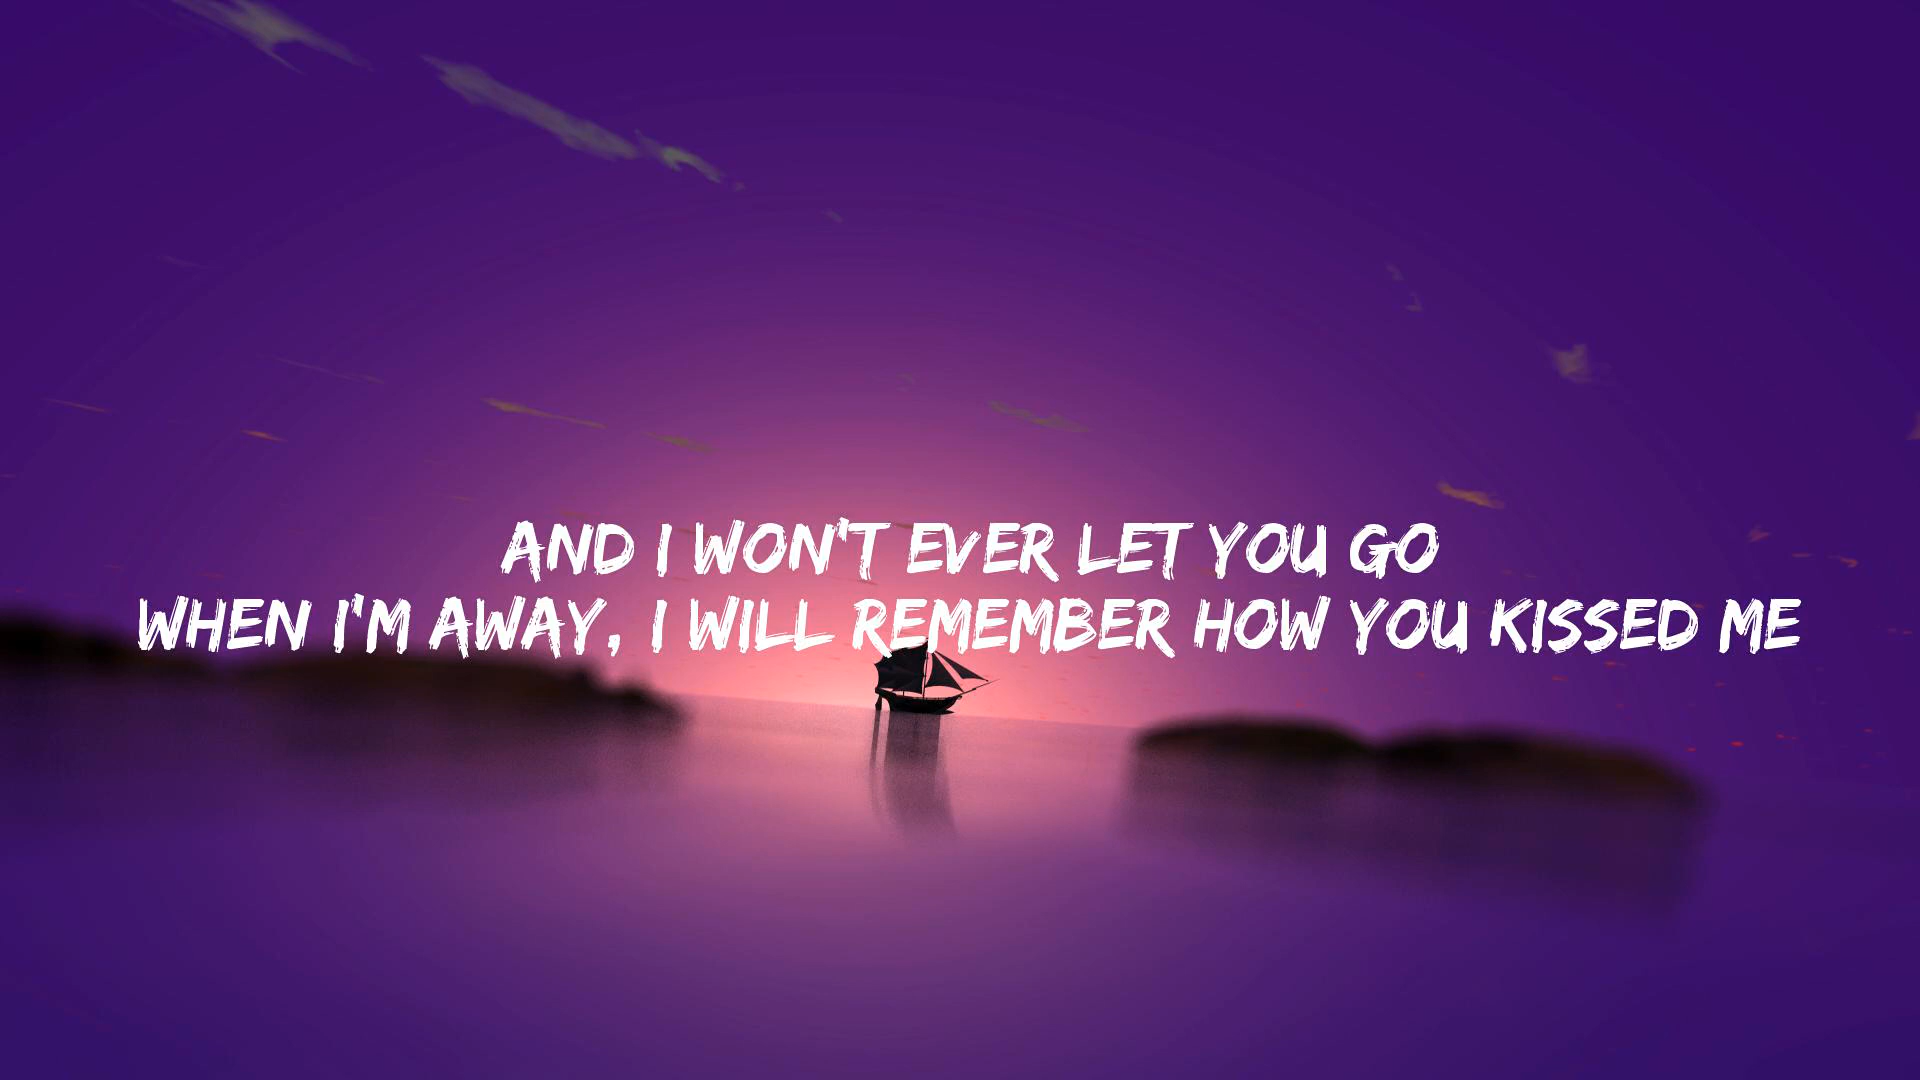 AND I WON'T EVER LET YOU GO
WHEN I'M AWAY, I WILL REMEMBER HOW YOU KISSED ME